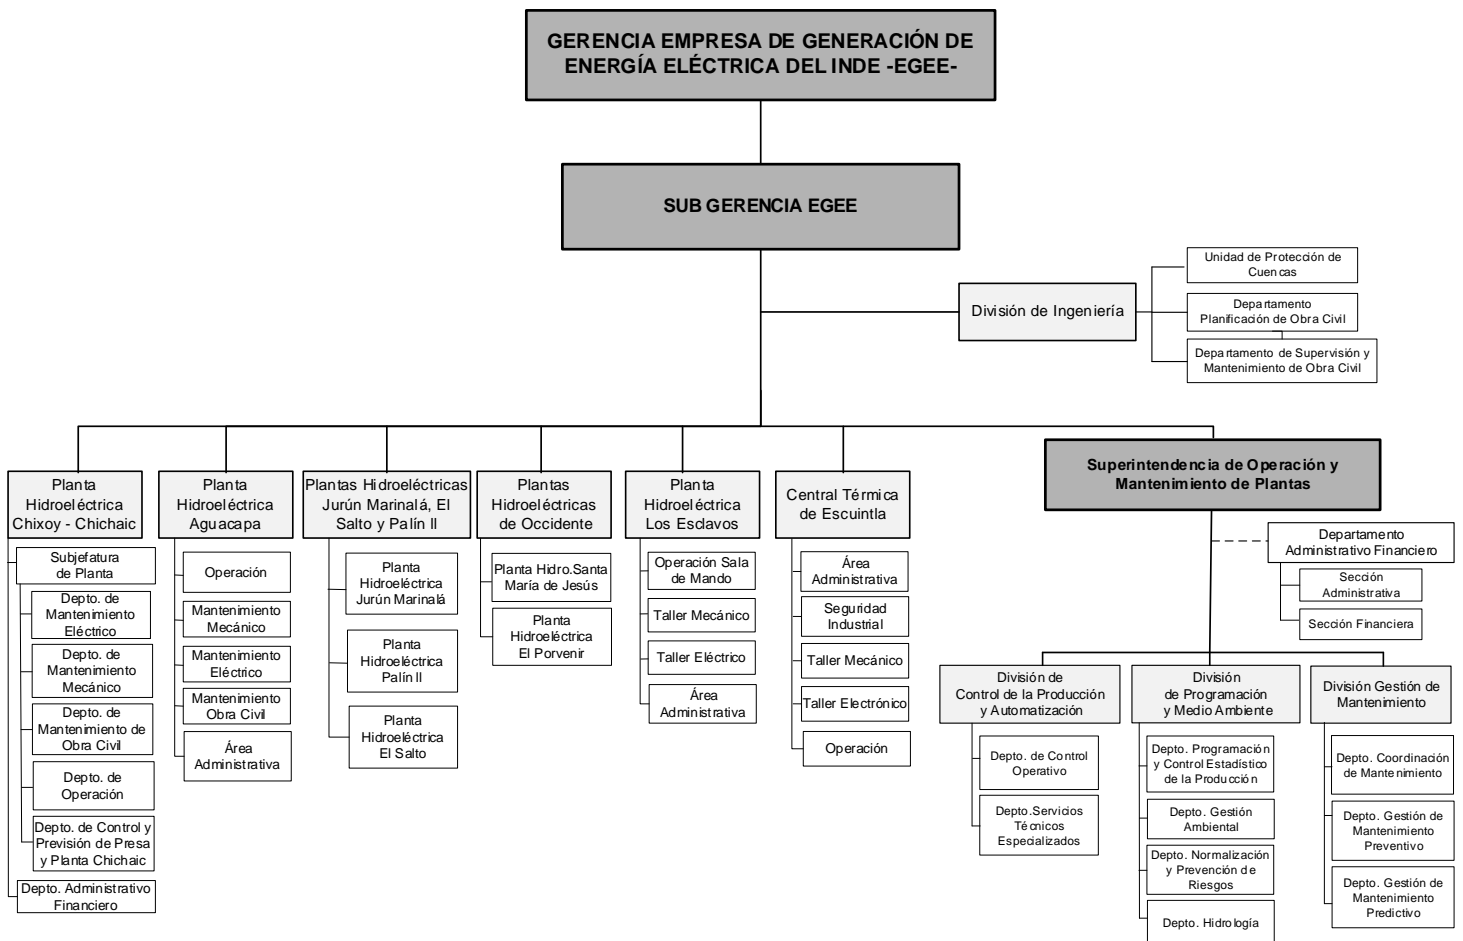 GERENCIA EMPRESA DE GENERACIÓN DE
ENERGÍA ELÉCTRICA DEL INDE -EGEE-
SUB GERENCIA EGEE
División de Ingeniería
Unidad de Protección de
Cuencas
Departamento
Planificación de Obra Civil
Departamento de Supervisión y
Mantenimiento de Obra Civil
Planta
Hidroeléctrica
Chixoy - Chichaic
Subjefatura
de Planta
Depto. de
Mantenimiento
Eléctrico
Depto. de
Mantenimiento
Mecánico
Depto. de
Mantenimiento de
Obra Civil
Depto. de
Operación
Depto. de Control y
Previsión de Presa
y Planta Chichaic
Depto. Administrativo
Financiero
Planta
Hidroeléctrica
Aguacapa
Operación
Mantenimiento
Mecánico
Mantenimiento
Eléctrico
Mantenimiento
Obra Civil
Área
Administrativa
Plantas Hidroeléctricas
Jurún Marinalá, El
Salto y Palín II
Planta
Hidroeléctrica
Jurún Marinalá
Planta
Hidroeléctrica
Palín II
Planta
Hidroeléctrica
El Salto
Plantas
Hidroeléctricas
de Occidente
Planta Hidro.Santa
María de Jesús
Planta
Hidroeléctrica
El Porvenir
Planta
Hidroeléctrica
Los Esclavos
Operación Sala
de Mando
Taller Mecánico
Taller Eléctrico
Área
Administrativa
Central Térmica
de Escuintla
Área
Administrativa
Seguridad
Industrial
Taller Mecánico
Taller Electrónico
Operación
Superintendencia de Operación y
Mantenimiento de Plantas
Departamento
Administrativo Financiero
Sección
Administrativa
Sección Financiera
División de
Control de la Producción
y Automatización
Depto. de Control
Operativo
Depto.Servicios
Técnicos
Especializados
División
de Programación
y Medio Ambiente
Depto. Programación
y Control Estadístico
de la Producción
Depto. Gestión
Ambiental
Depto. Normalización
y Prevención de
Riesgos
Depto. Hidrología
División Gestión de
Mantenimiento
Depto. Coordinación
de Mantenimiento
Depto. Gestión de
Mantenimiento
Preventivo
Depto. Gestión de
Mantenimiento
Predictivo